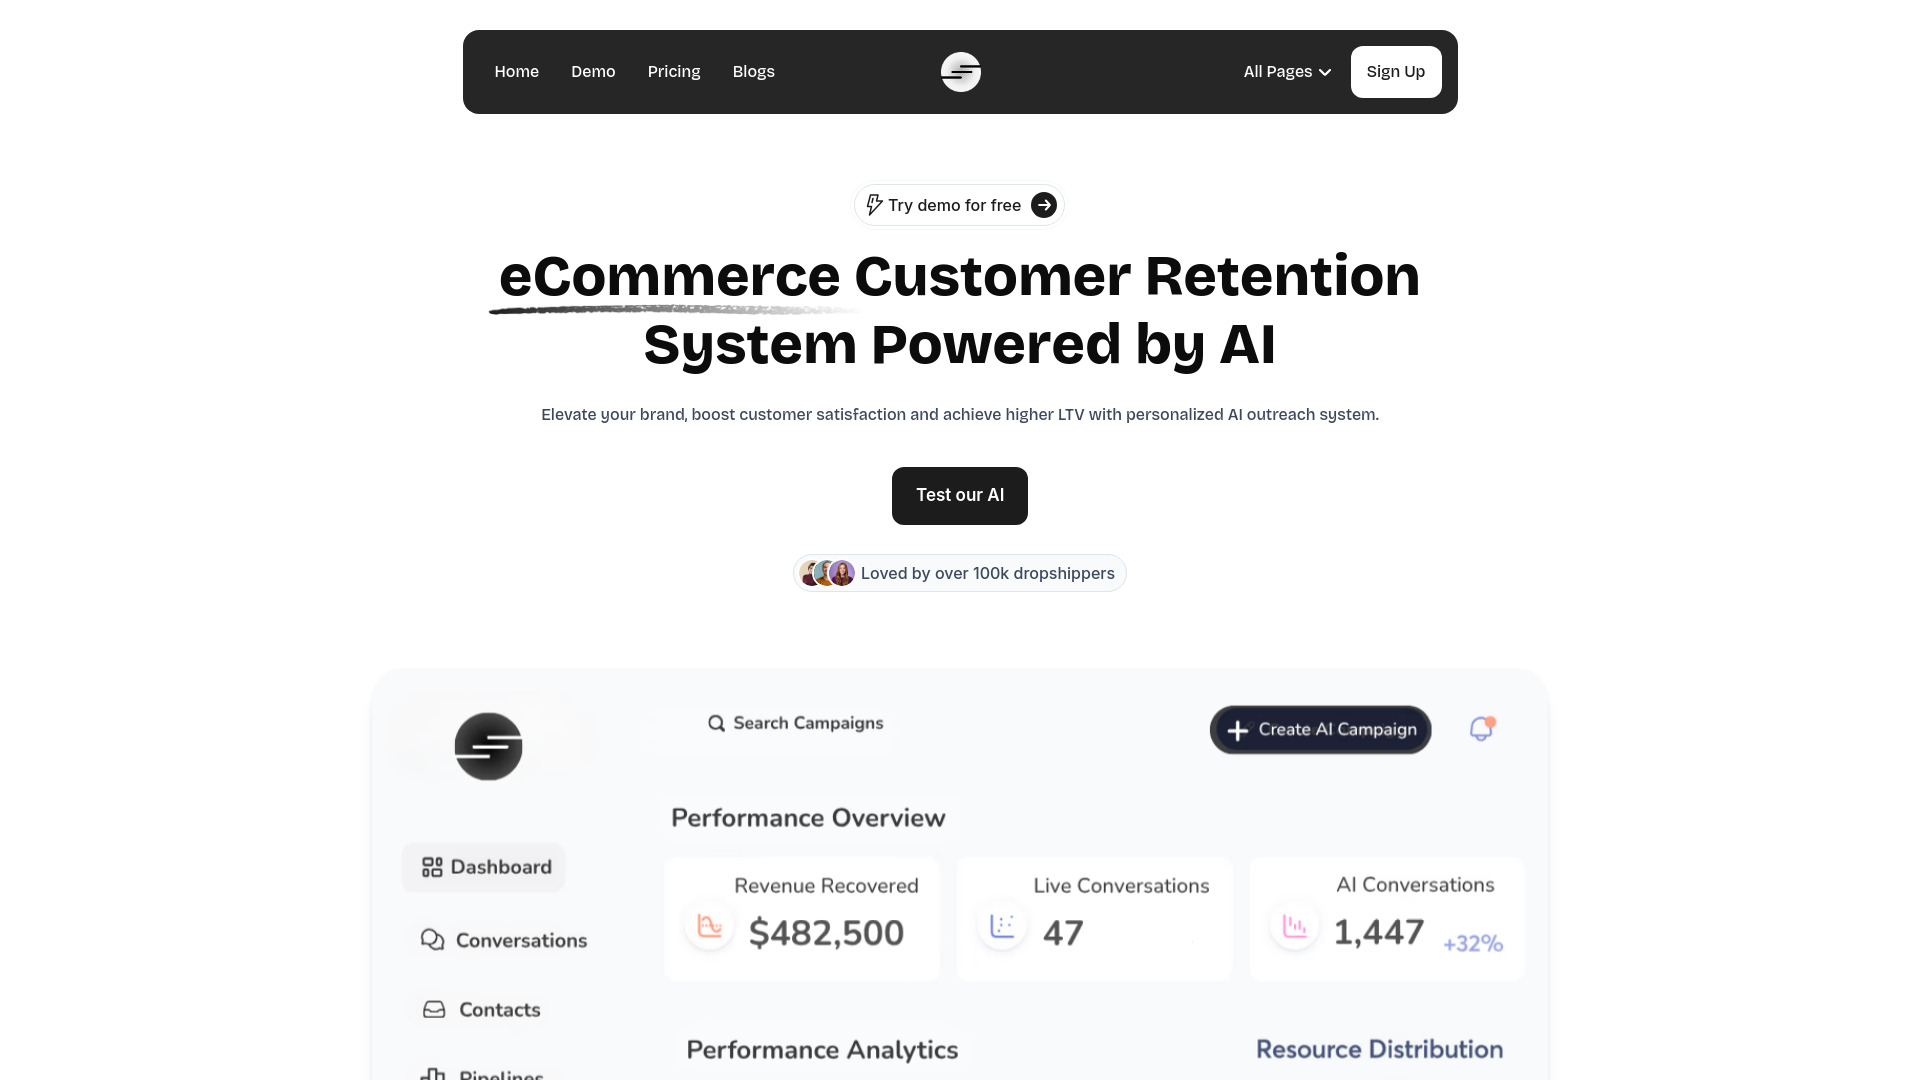 Home
Demo
Pricing
Blogs
All Pages
Sign Up
Try demo for free
eCommerce Customer Retention
System Powered by AI
Elevate your brand, boost customer satisfaction and achieve higher LTV with personalized AI outreach system.
Test our AI
Loved by over 100k dropshippers
Search Campaigns
Create AI Campaign
Performance Overview
Dashboard
Conversations
Contacts
Pipelines
Revenue Recovered
$482,500
Live Conversations
47
AI Conversations
1,447
+32%
Performance Analytics
Resource Distribution